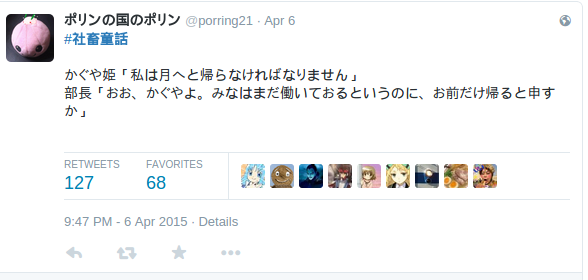 ポリンの国のポリン @porring21 · Apr 6
#社畜童話
かぐや姫「私は月へと帰らなければなりません」
部長「おお、かぐやよ。みなはまだ働いておるというのに、お前だけ帰ると申す
か」
RETWEETS FAVORITES
127 68
9:47 PM - 6 Apr 2015 · Details